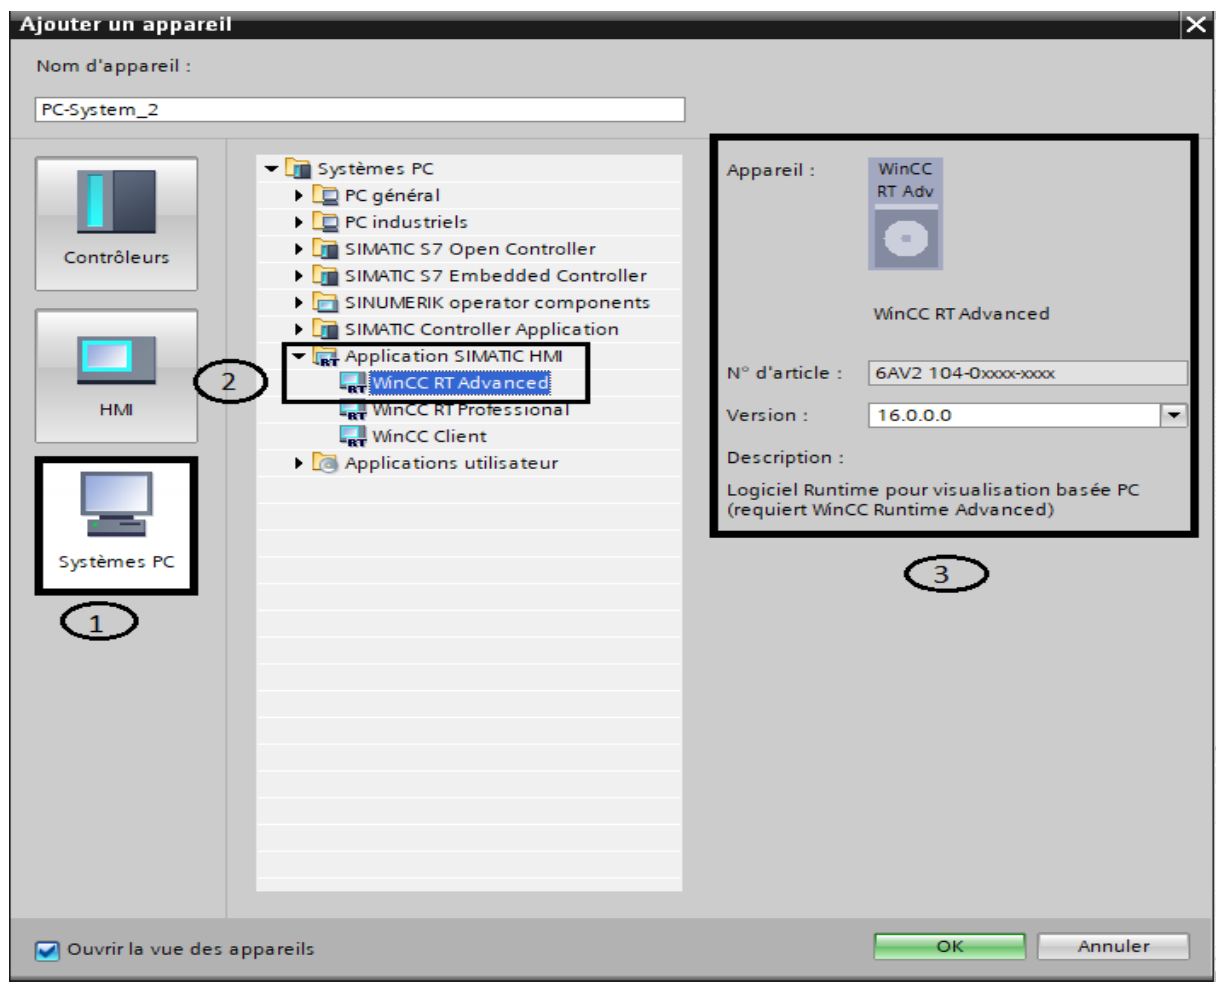 Ajouter un appareil
Nom d'appareil :
PC-System_2
Contrôleurs
HMI
Systèmes PC
1
Systèmes PC
PC général
PC industriels
SIMATIC S7 Open Controller
SIMATIC S7 Embedded Controller
SINUMERIK operator components
SIMATIC Controller Application
Application SIMATIC HMI
RT
2
WinCC RT Advanced
RT
WinCC RT Professional
RT
WinCC Client
RT
Applications utilisateur
Appareil :
WinCC
RT Adv
WinCC RT Advanced
N° d'article :
6AV2 104-0xxxx-xxxx
Version :
16.0.0.0
Description :
Logiciel Runtime pour visualisation basée PC
(requiert WinCC Runtime Advanced)
3
Ouvrir la vue des appareils
OK
Annuler